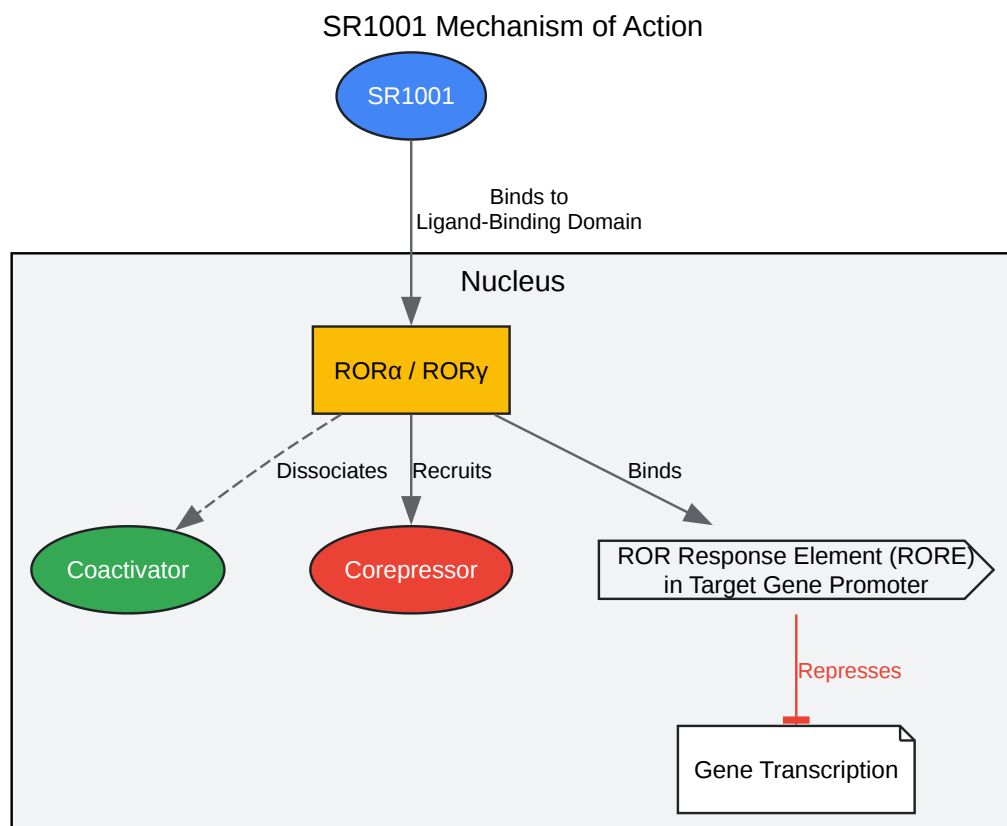 SR1001 Mechanism of Action
SR1001
Binds to
Ligand-Binding Domain
Nucleus
RORα / RORγ
Dissociates
Recruits
Binds
Coactivator
Corepressor
ROR Response Element (RORE)
in Target Gene Promoter
Represses
Gene Transcription